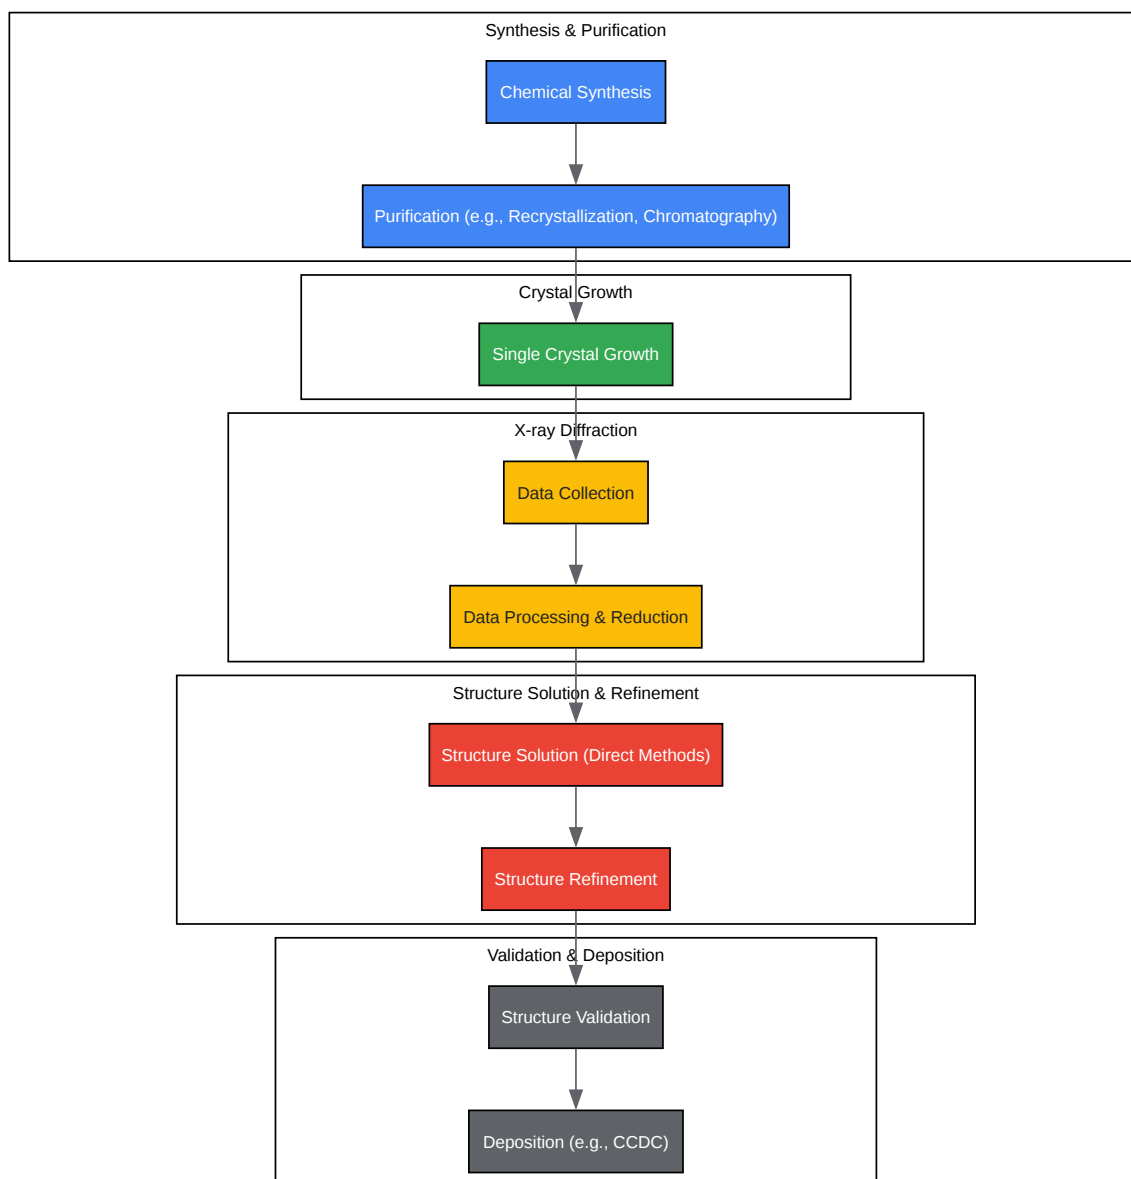 Synthesis & Purification
Chemical Synthesis
Purification (e.g., Recrystallization, Chromatography)
Crystal Growth
Single Crystal Growth
X-ray Diffraction
Data Collection
Data Processing & Reduction
Structure Solution & Refinement
Structure Solution (Direct Methods)
Structure Refinement
Validation & Deposition
Structure Validation
Deposition (e.g., CCDC)